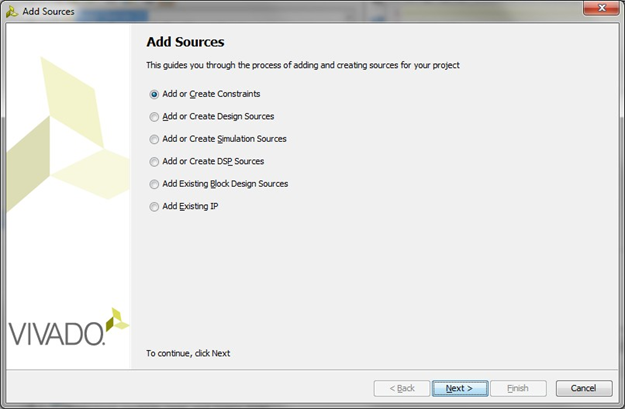 Add Sources
Add Sources
This guides you through the process of adding and creating sources for your project
Add or Create Constraints
Add or Create Design Sources
Add or Create Simulation Sources
Add or Create DSP Sources
Add Existing Block Design Sources
Add Existing IP
VIVADO.
To continue, click Next
< Back Next > Finish Cancel